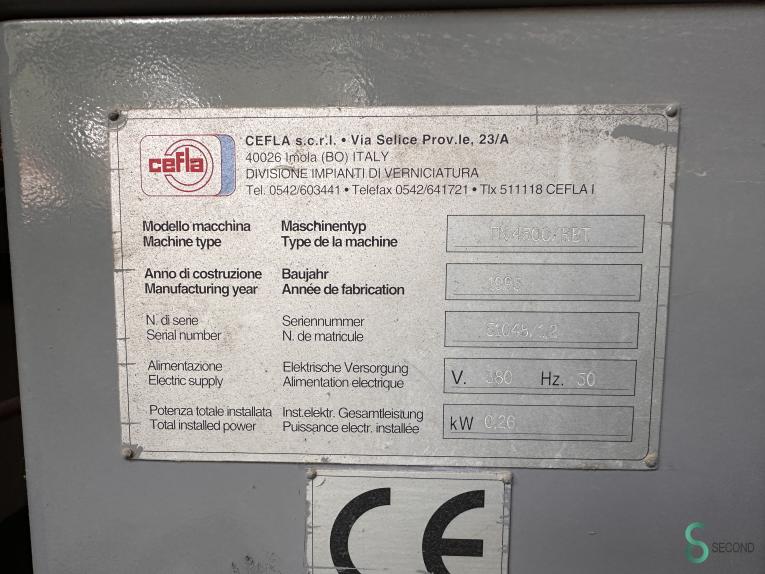 cefla
CEFLA s.c.r.l. • Via Selice Prov.le, 23/A
40026 Imola (BO) ITALY
DIVISIONE IMPIANTI DI VERNICIATURA
Tel. 0542/603441 • Telefax 0542/641721 • Tlx 511118 CEFLA I
Modello macchina Maschinentyp
Machine type Type de la machine
Anno di costruzione Baujahr
Manufacturing year Année de fabrication
N. di serie Seriennummer
Serial number N. de matricule
Alimentazione Elektrische Versorgung
Electric supply Alimentation electrique
V. 380 Hz. 50
Potenza totale installata Inst.elektr. Gesamtleistung
Total installed power Puissance electr. installée
kW 0.26
CE
SECOND